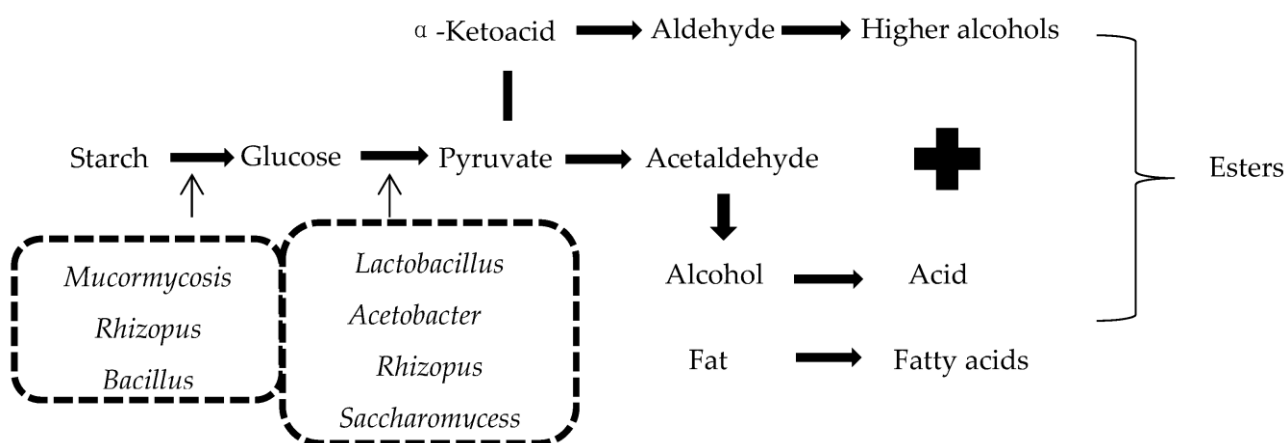 α-Ketoacid Aldehyde Higher alcohols
Starch Glucose Pyruvate Acetaldehyde
Esters
Mucormycosis
Rhizopus
Bacillus
Lactobacillus
Acetobacter
Rhizopus
Saccharomycess
Alcohol Acid
Fat Fatty acids